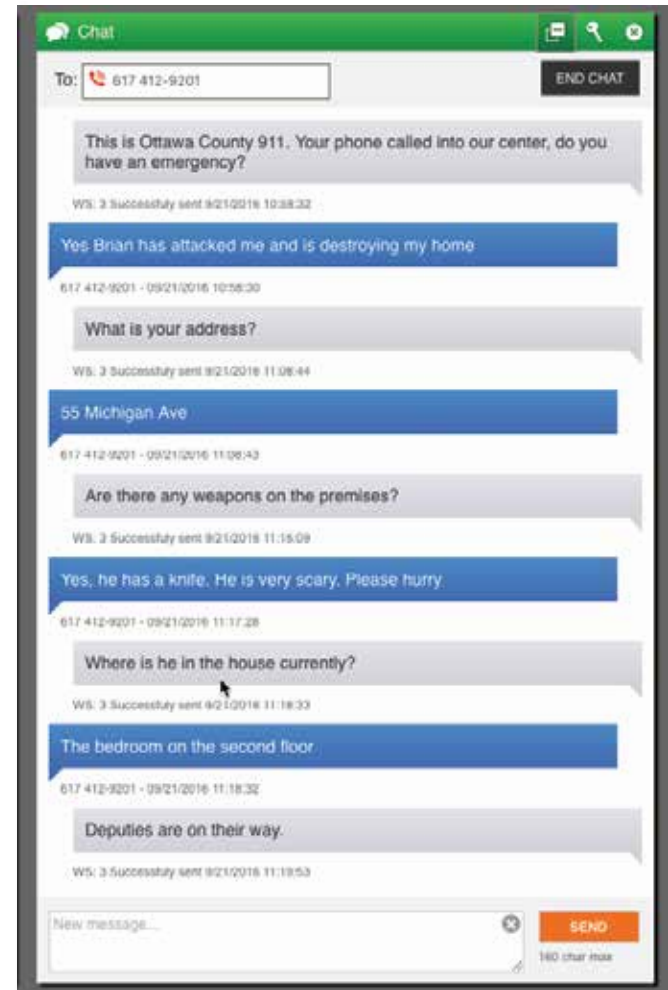 Chat
To: 617 412-9201
END CHAT
This is Ottawa County 911. Your phone called into our center, do you
have an emergency?
WS: 3 Successfuly sent 9/21/2016 10:58:32
Yes Brian has attacked me and is destroying my home
617 412-9201 - 09/21/2016 10:58:30
What is your address?
WS: 3 Successfuly sent 9/21/2016 11:08:44
55 Michigan Ave
617 412-9201 - 09/21/2016 11:08:43
Are there any weapons on the premises?
WS: 3 Successfuly sent 9/21/2016
Yes, he has a knife. He is very scary. Please hurry
617 412-9201 - 09/21/2016 11:17:28
Where is he in the house currently?
WS: 3 Successfuly sent 9/21/2016 11:18:33
The bedroom on the second floor
617 412-9201 - 09/21/2016 11:18:32
Deputies are on their way.
WS: 3 Successfuly sent 9/21/2016 11:19:53
New message...
SEND
160 char max